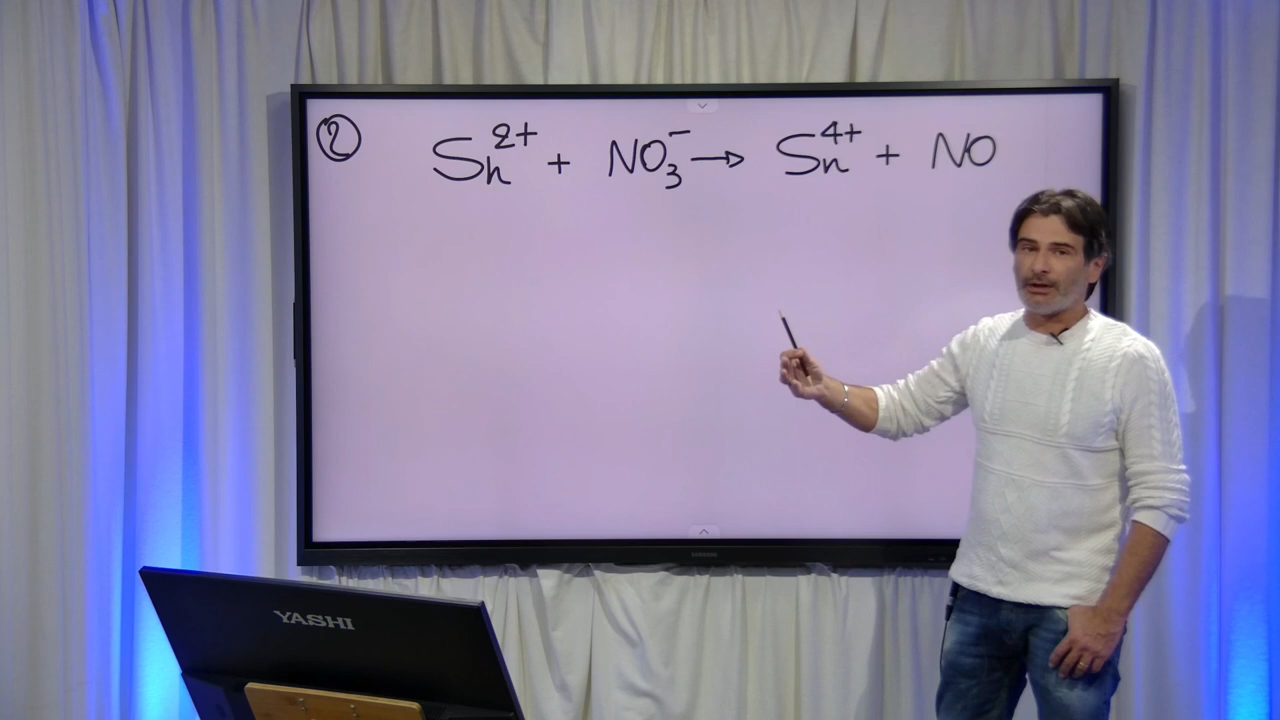 ② Sn²⁺ + NO₃⁻ → Sn⁴⁺ + NO
SAMSUNG
YASHI